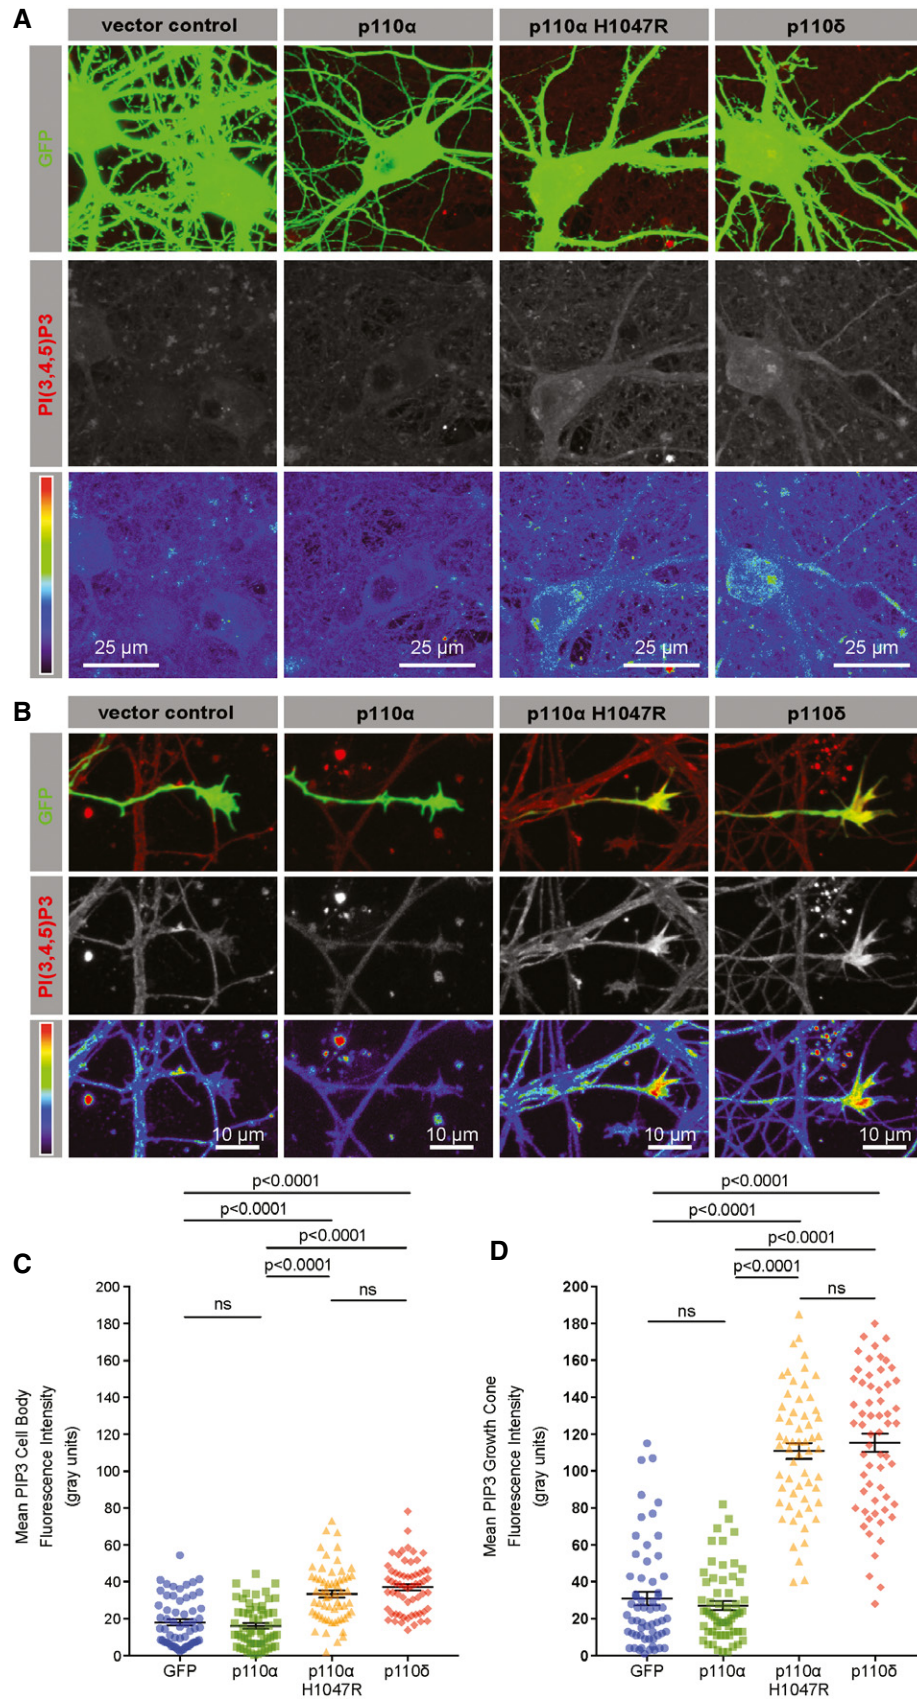 A
vector control
p110α
p110α H1047R
p110δ
GFP
PI(3,4,5)P3
25 µm
25 µm
25 µm
25 µm
B
vector control
p110α
p110α H1047R
p110δ
GFP
PI(3,4,5)P3
10 µm
10 µm
10 µm
10 µm
C
p<0.0001
p<0.0001
p<0.0001
p<0.0001
ns
ns
Mean PIP3 Cell Body
Fluorescence Intensity
(gray units)
200
180
160
140
120
100
80
60
40
20
0
GFP
p110α
p110α
H1047R
p110δ
D
p<0.0001
p<0.0001
p<0.0001
p<0.0001
ns
ns
Mean PIP3 Growth Cone
Fluorescence Intensity
(gray units)
200
180
160
140
120
100
80
60
40
20
0
GFP
p110α
p110α
H1047R
p110δ